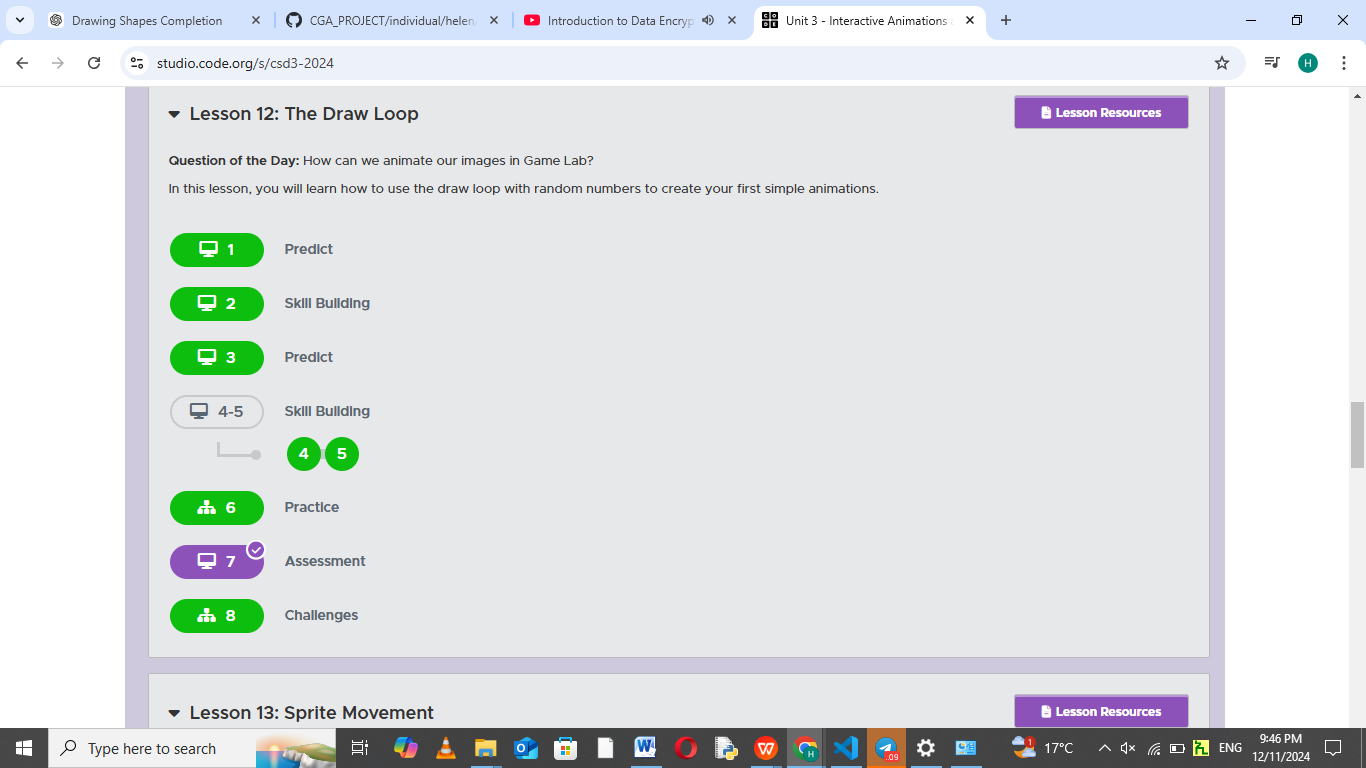 Drawing Shapes Completion
CGA_PROJECT/individual/helen
Introduction to Data Encryp
Unit 3 - Interactive Animations
studio.code.org/s/csd3-2024
H
Lesson 12: The Draw Loop
Lesson Resources
Question of the Day: How can we animate our images in Game Lab?
In this lesson, you will learn how to use the draw loop with random numbers to create your first simple animations.
1 Predict
2 Skill Building
3 Predict
4-5 Skill Building
4 5
6 Practice
7 Assessment
8 Challenges
Lesson 13: Sprite Movement
Lesson Resources
Type here to search
1
17°C
ENG
9:46 PM
12/11/2024